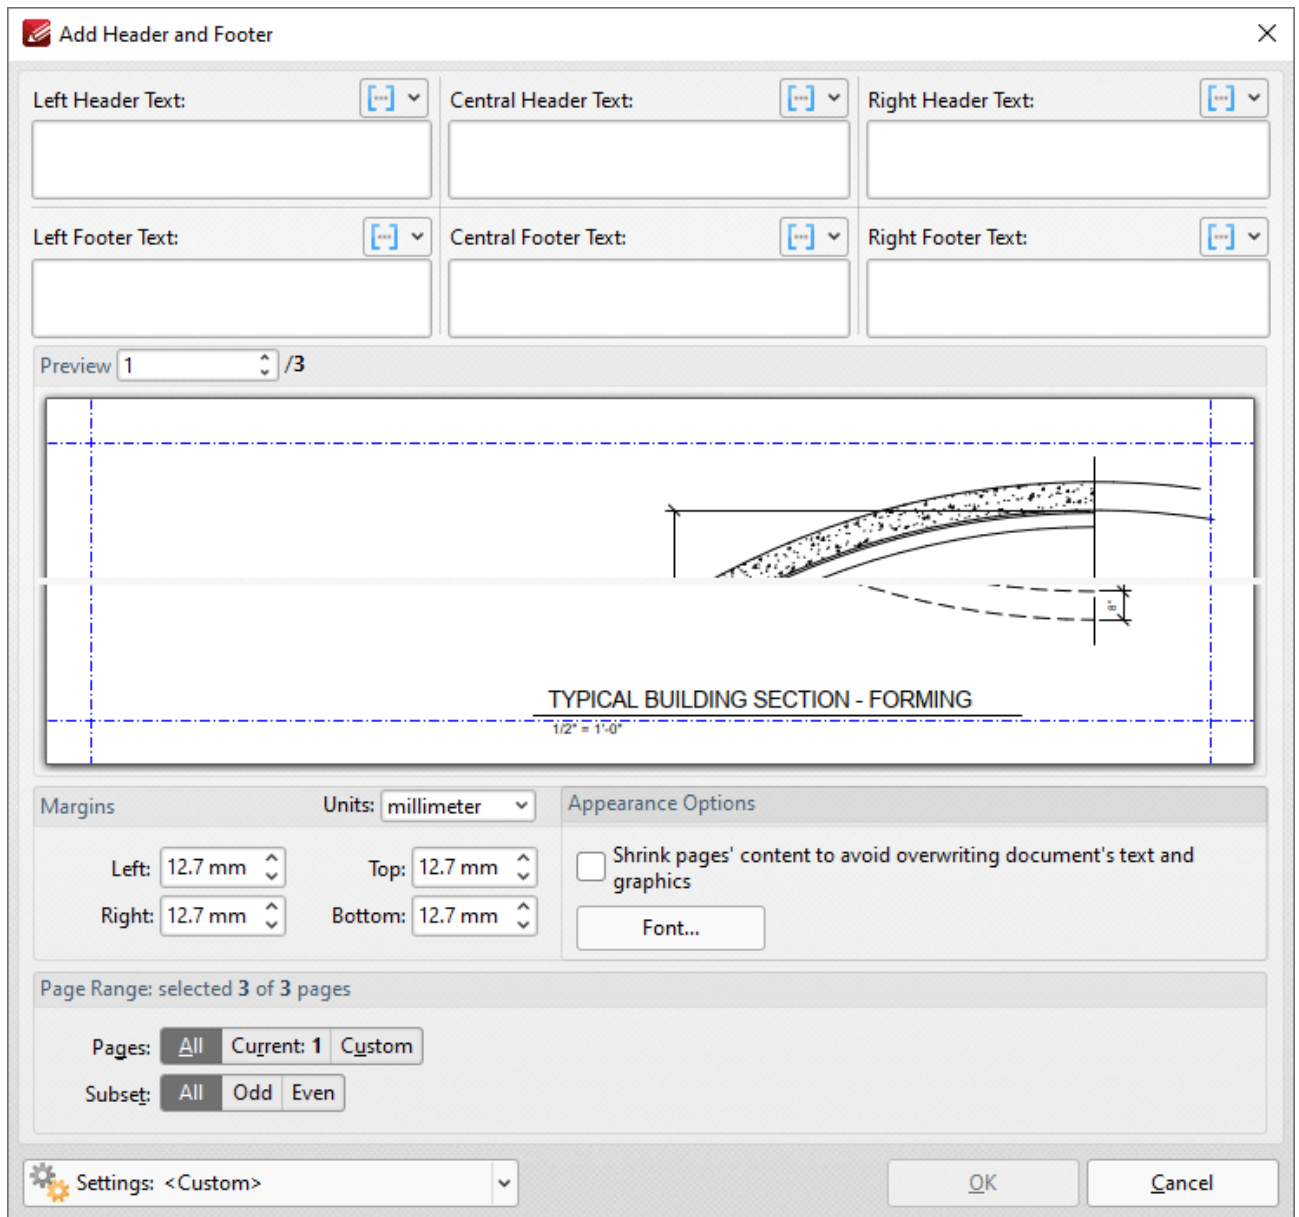 Add Header and Footer
Left Header Text:
Central Header Text:
Right Header Text:
Left Footer Text:
Central Footer Text:
Right Footer Text:
Preview 1 /3
8"
TYPICAL BUILDING SECTION - FORMING
1/2" = 1'-0"
Margins
Units: millimeter
Left: 12.7 mm Top: 12.7 mm
Right: 12.7 mm Bottom: 12.7 mm
Appearance Options
Shrink pages' content to avoid overwriting document's text and
graphics
Font...
Page Range: selected 3 of 3 pages
Pages: All Current: 1 Custom
Subset: All Odd Even
Settings: <Custom>
OK
Cancel